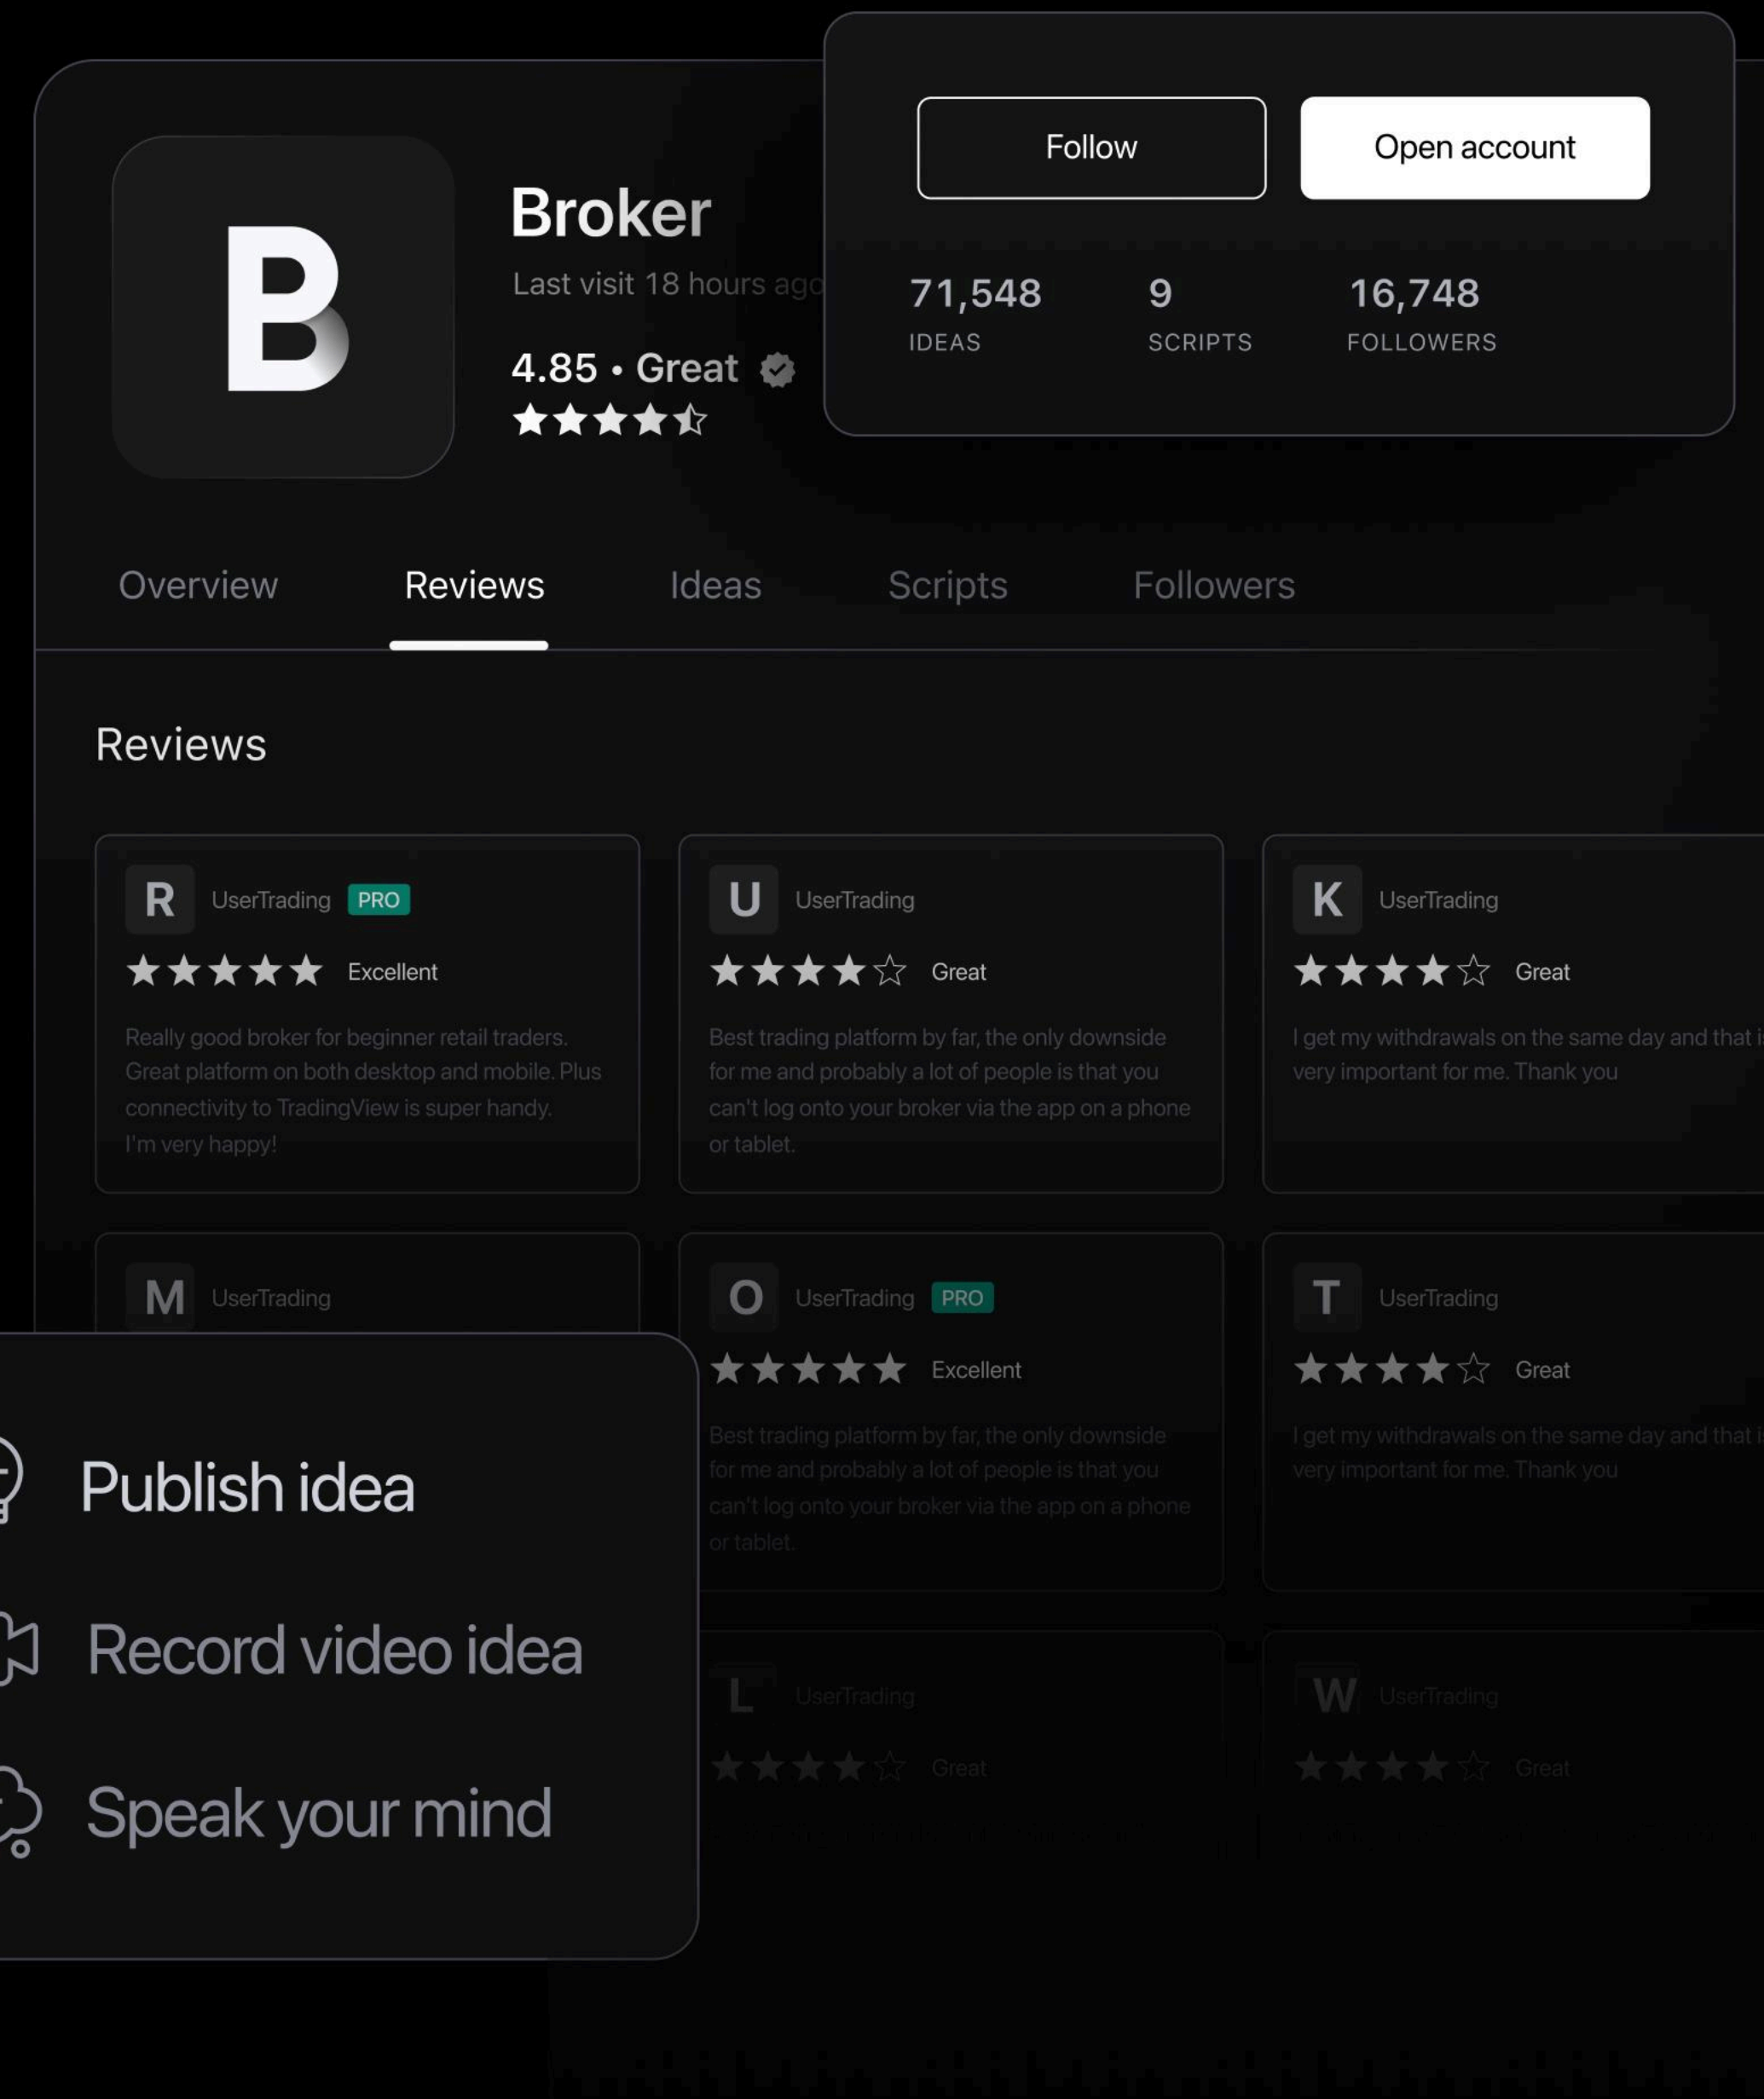 B
Broker
Last visit 18 hours ago
4.85 • Great
Follow
Open account
71,548
IDEAS
9
SCRIPTS
16,748
FOLLOWERS
Overview
Reviews
Ideas
Scripts
Followers
Reviews
R
UserTrading
PRO
Excellent
Really good broker for beginner retail traders.
Great platform on both desktop and mobile. Plus
connectivity to TradingView is super handy.
I'm very happy!
U
UserTrading
Great
Best trading platform by far, the only downside
for me and probably a lot of people is that you
can't log onto your broker via the app on a phone
or tablet.
K
UserTrading
Great
I get my withdrawals on the same day and that
very important for me. Thank you
M
UserTrading
O
UserTrading
PRO
Excellent
Best trading platform by far, the only downside
for me and probably a lot of people is that you
can't log onto your broker via the app on a phone
or tablet.
T
UserTrading
Great
I get my withdrawals on the same day and that
very important for me. Thank you
L
UserTrading
Great
W
UserTrading
Great
Publish idea
Record video idea
Speak your mind